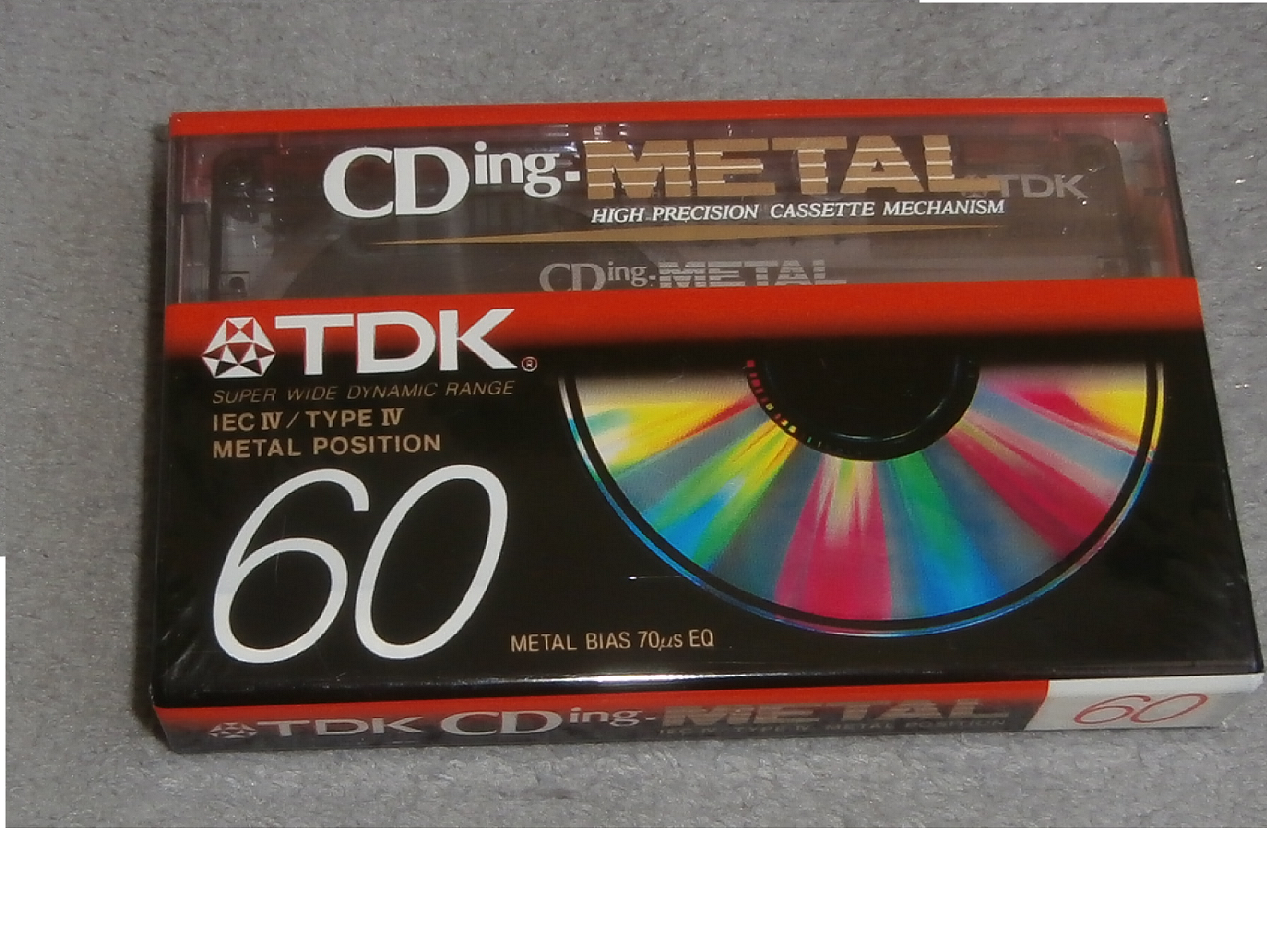 CDing·METAL
TDK
HIGH PRECISION CASSETTE MECHANISM
CDing·METAL
TDK®
SUPER WIDE DYNAMIC RANGE
IEC IV / TYPE IV
METAL POSITION
60
METAL BIAS 70μs EQ
TDK CDing·METAL 60
IEC IV / TYPE IV METAL POSITION